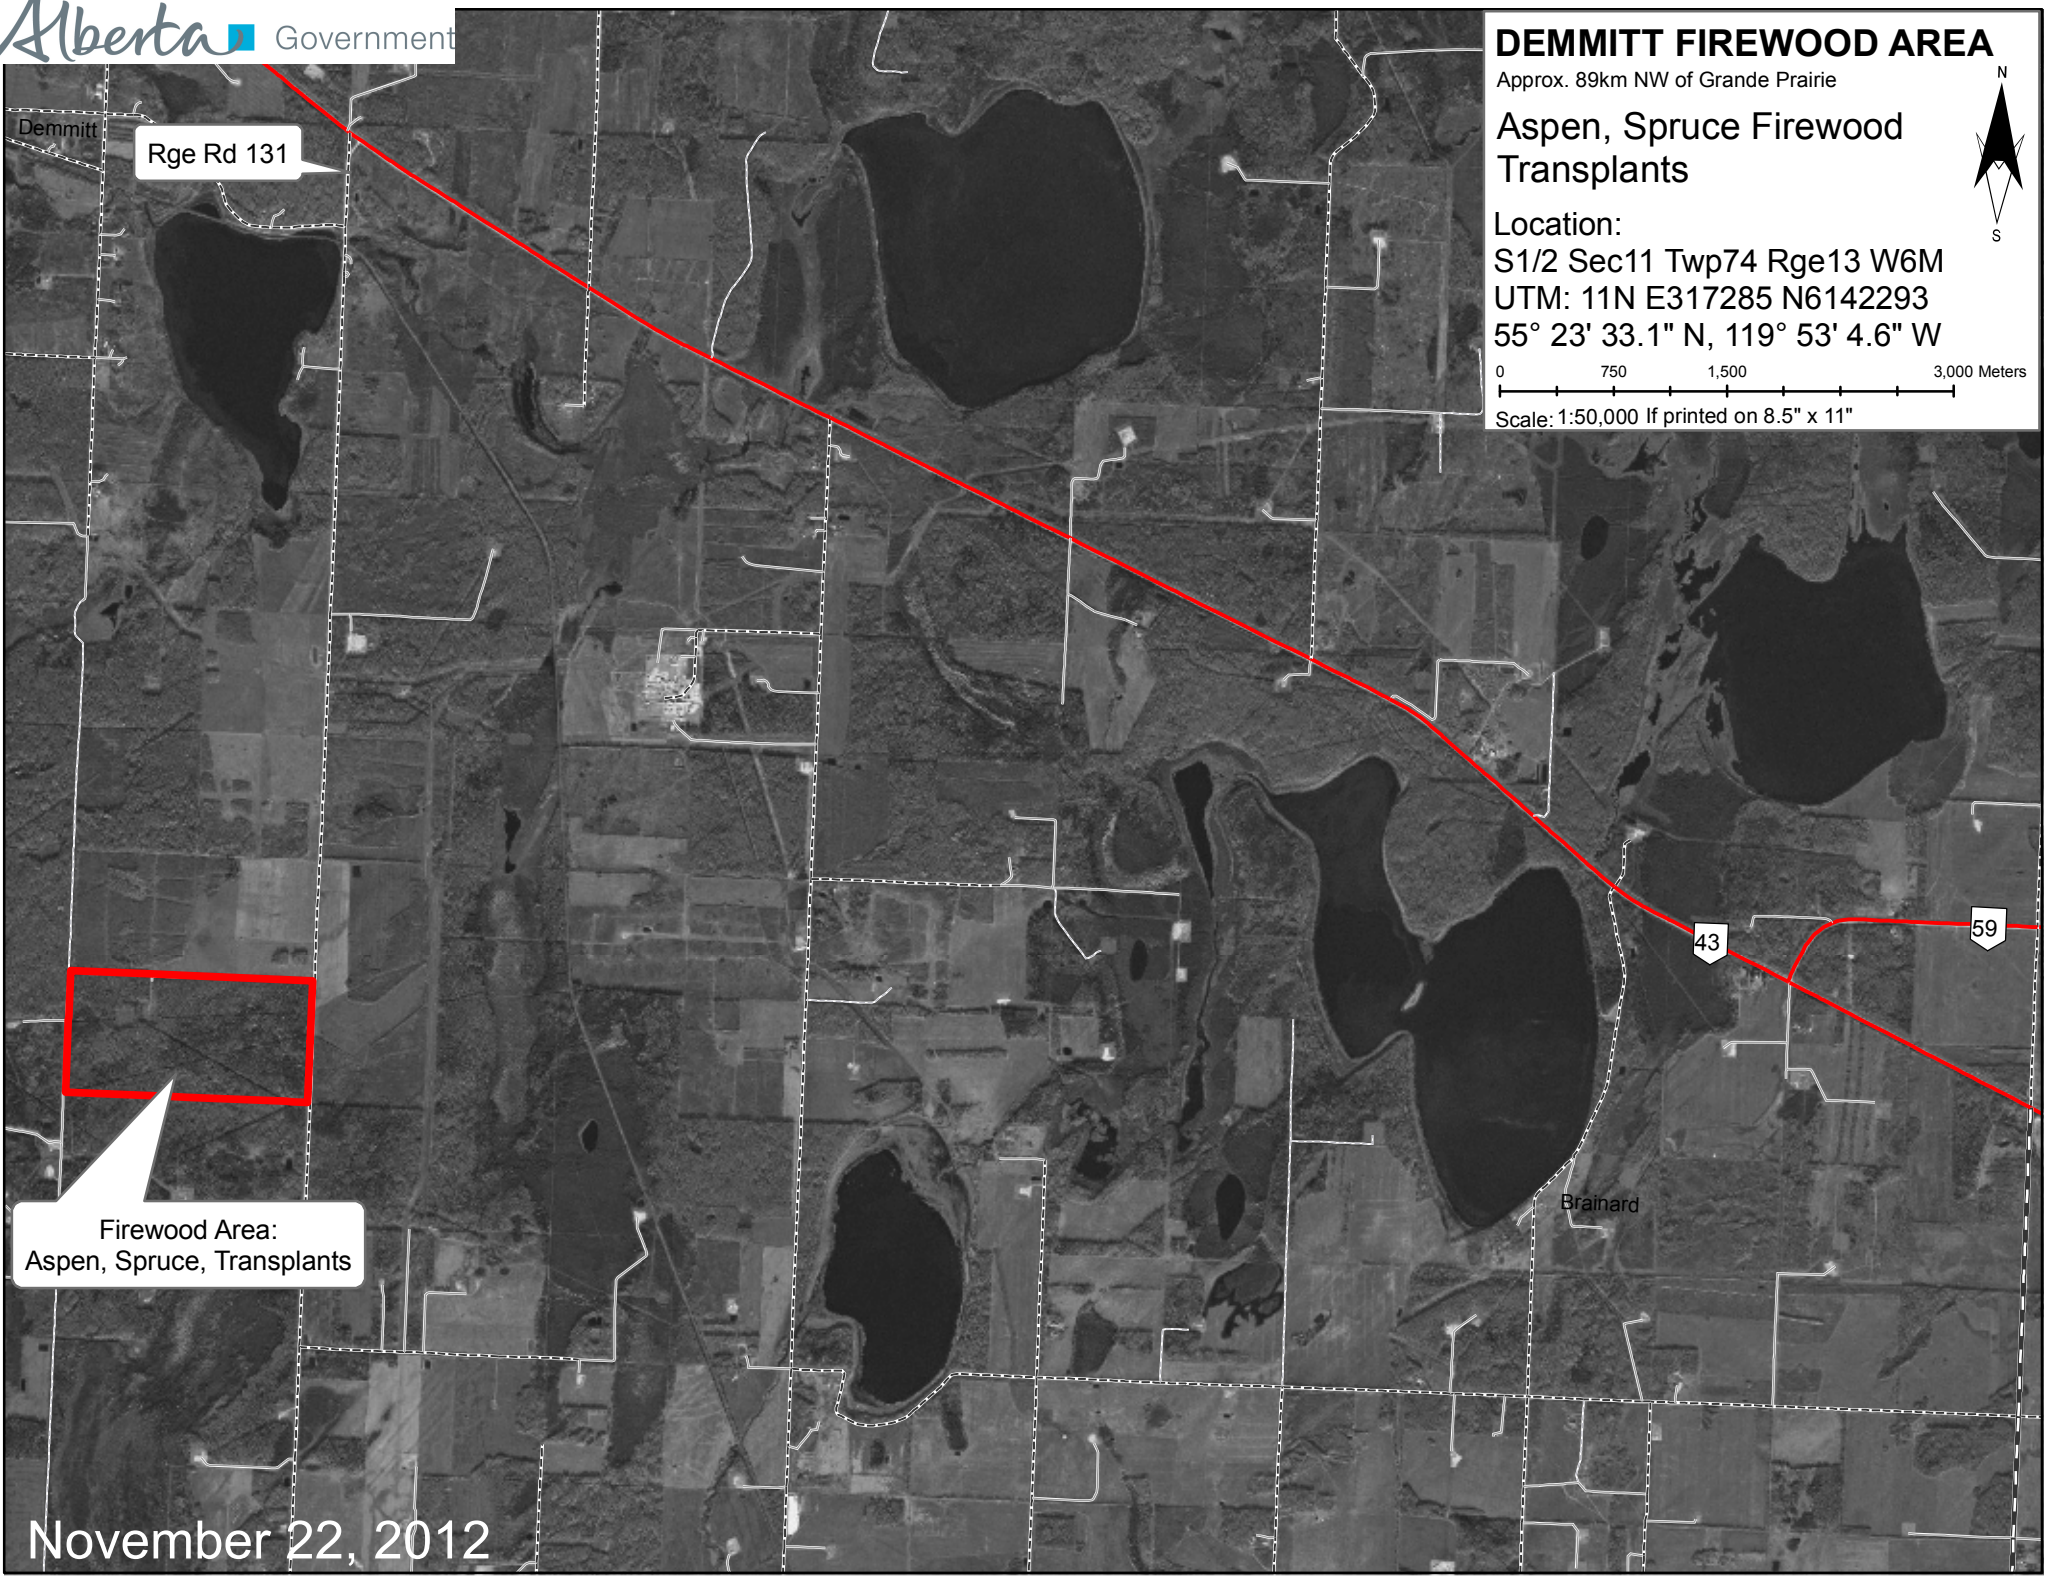 Alberta Government
DEMMITT FIREWOOD AREA
Approx. 89km NW of Grande Prairie
N
Aspen, Spruce Firewood
Transplants
S
Location:
S1/2 Sec11 Twp74 Rge13 W6M
UTM: 11N E317285 N6142293
55° 23' 33.1" N, 119° 53' 4.6" W
0 750 1,500 3,000 Meters
Scale: 1:50,000 If printed on 8.5" x 11"
Demmitt
Rge Rd 131
43
59
Brainard
Firewood Area:
Aspen, Spruce, Transplants
November 22, 2012